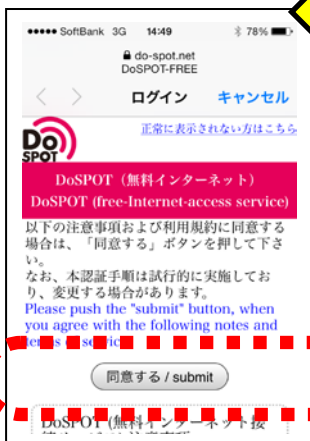 SoftBank 3G 14:49 78%
do-spot.net
DoSPOT-FREE
ログイン キャンセル
正常に表示されない方はこちら
Do
SPOT
DoSPOT（無料インターネット）
DoSPOT (free-Internet-access service)
以下の注意事項および利用規約に同意する
場合は、「同意する」ボタンを押して下さ
い。
なお、本認証手順は試行的に実施してお
り、変更する場合があります。
Please push the "submit" button, when
you agree with the following notes and
terms of service
同意する / submit
DoSPOT (無料インターネット接